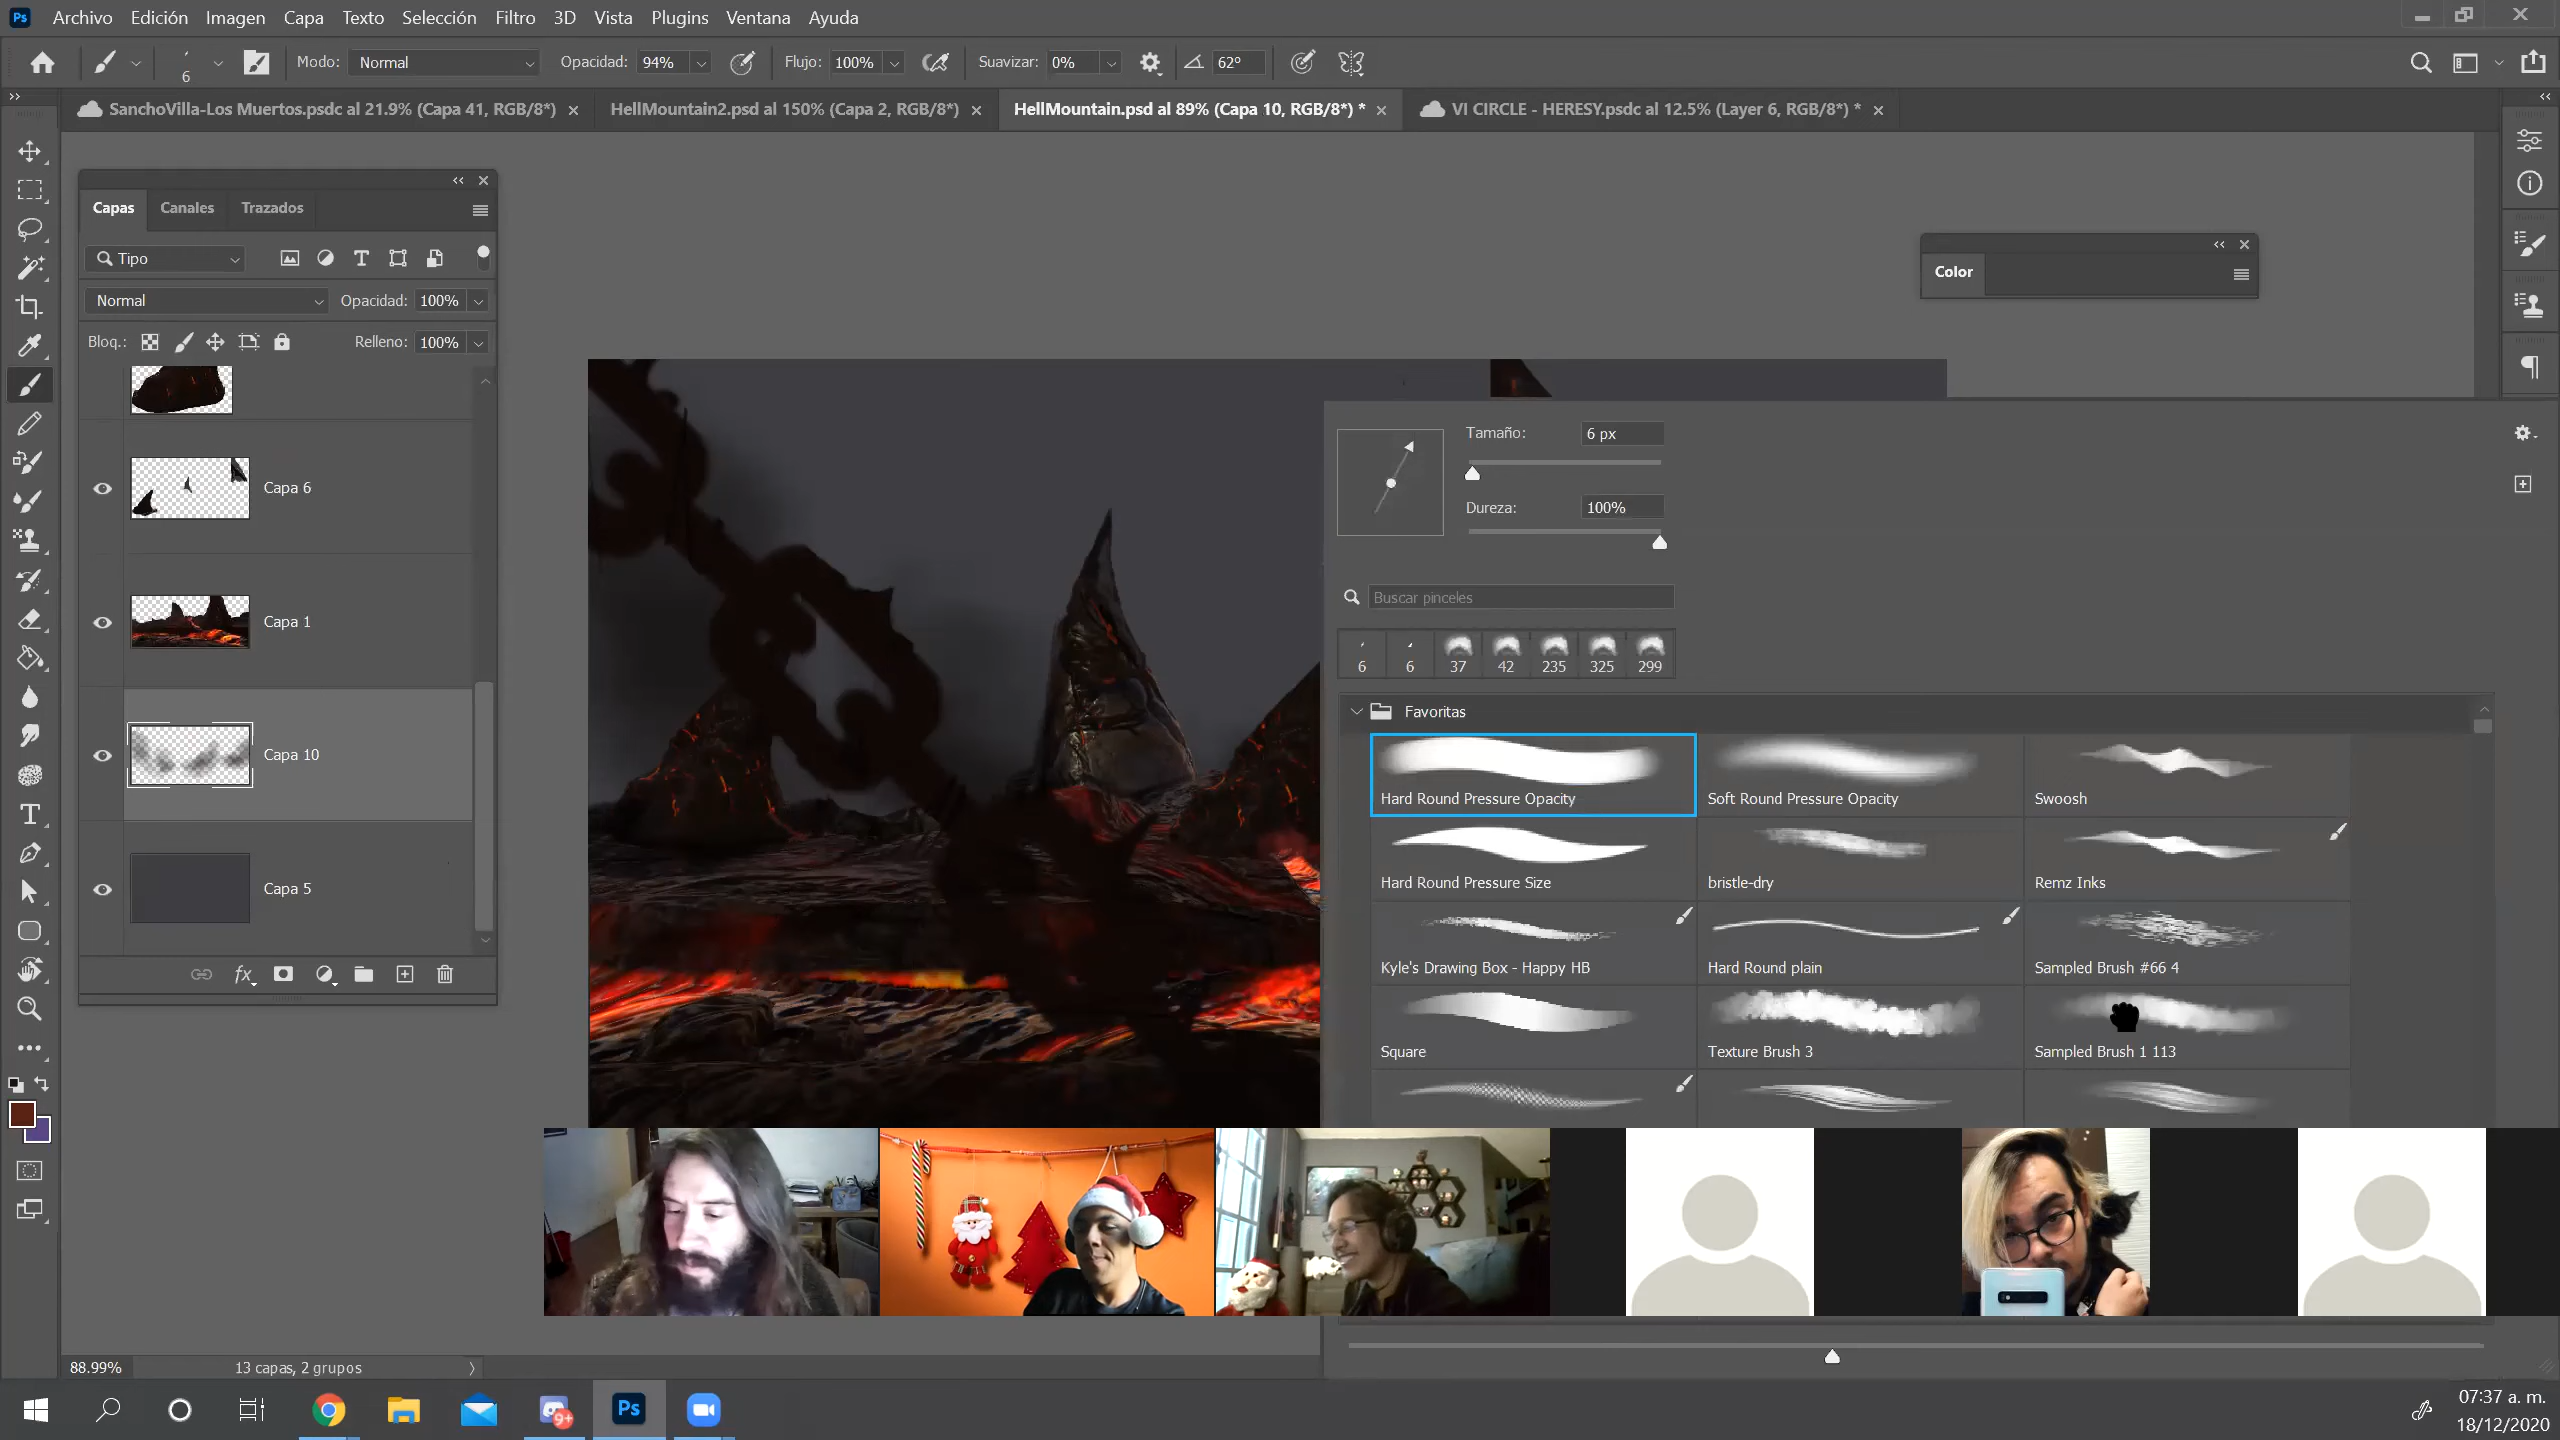 Ps Archivo Edición Imagen Capa Texto Selección Filtro 3D Vista Plugins Ventana Ayuda
6 Modo: Normal Opacidad: 94% Flujo: 100% Suavizar: 0% 62°
SanchoVilla-Los Muertos.psdc al 21.9% (Capa 41, RGB/8*) HellMountain2.psd al 150% (Capa 2, RGB/8*) HellMountain.psd al 89% (Capa 10, RGB/8*) * VI CIRCLE - HERESY.psdc al 12.5% (Layer 6, RGB/8*) *
Capas Canales Trazados
Tipo
Normal Opacidad: 100%
Bloq.: Relleno: 100%
Capa 6
Capa 1
Capa 10
Capa 5
fx
Color
Tamaño: 6 px
Dureza: 100%
Buscar pinceles
6 6 37 42 235 325 299
Favoritas
Hard Round Pressure Opacity Soft Round Pressure Opacity Swoosh
Hard Round Pressure Size bristle-dry Remz Inks
Kyle's Drawing Box - Happy HB Hard Round plain Sampled Brush #66 4
Square Texture Brush 3 Sampled Brush 1 113
88.99% 13 capas, 2 grupos
9+ Ps
07:37 a. m.
18/12/2020